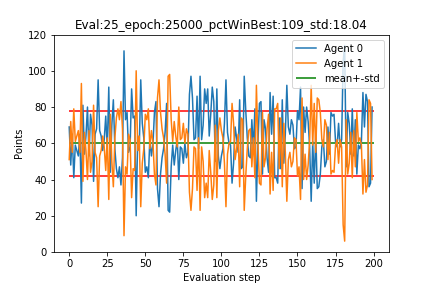 Eval:25_epoch:25000_pctWinBest:109_std:18.04
120
100
80
60
40
20
0
Points
Agent 0
Agent 1
mean+-std
0 25 50 75 100 125 150 175 200
Evaluation step